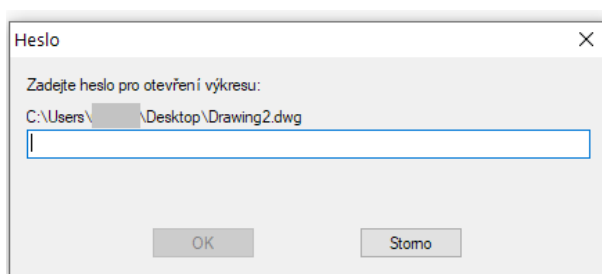 Heslo
Zadejte heslo pro otevření výkresu:
C:\Users\ \Desktop\Drawing2.dwg
OK
Storno